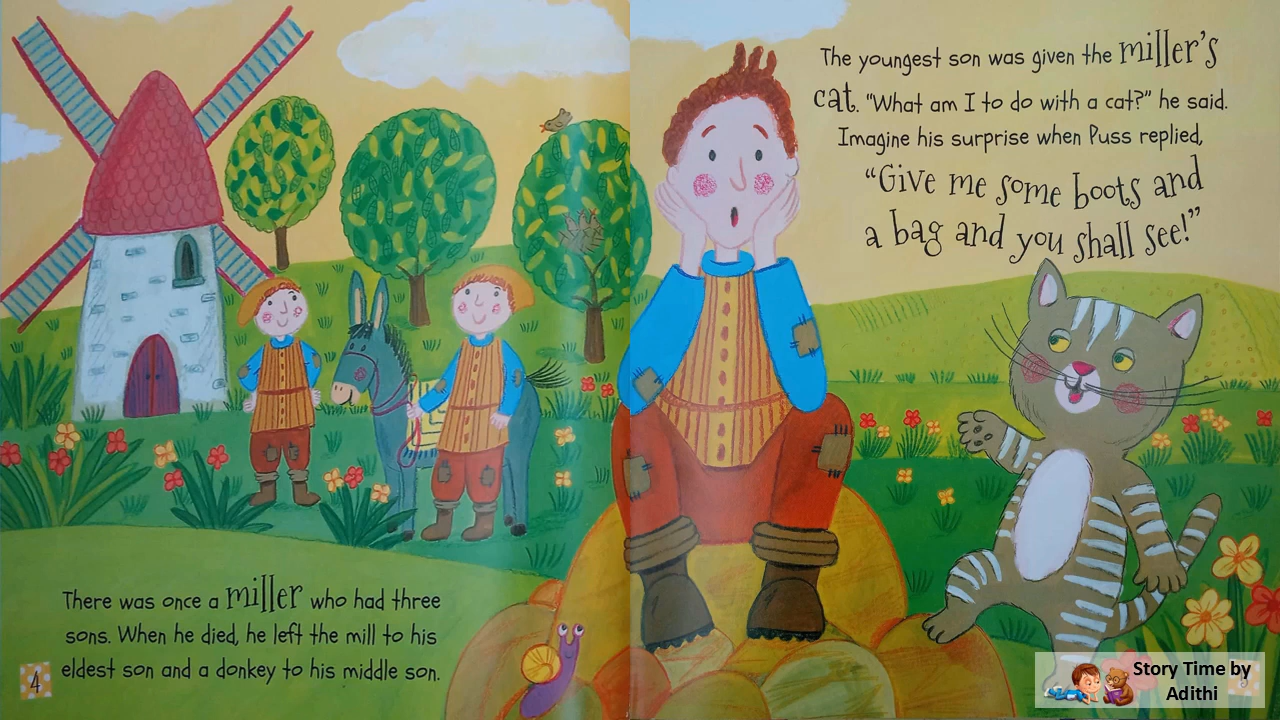 There was once a miller who had three
sons. When he died, he left the mill to his
eldest son and a donkey to his middle son.
4
The youngest son was given the miller's
cat. "What am I to do with a cat?" he said.
Imagine his surprise when Puss replied,
"Give me some boots and
a bag and you shall see!"
Story Time by
Adithi